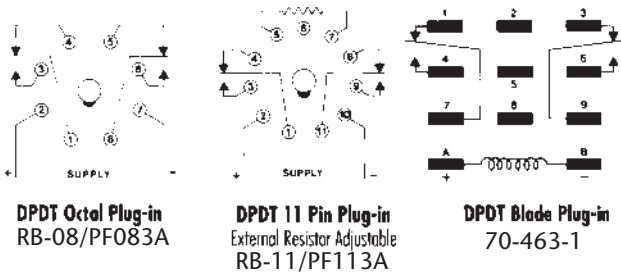 4 5
3 6
2 7
1 8
+ SUPPLY -
DPDT Octal Plug-in
RB-08/PF083A
5 6 7
4 8
3 9
2 10
1 11
+ SUPPLY -
DPDT 11 Pin Plug-in
External Resistor Adjustable
RB-11/PF113A
1 2 3
4 5 6
7 8 9
A B
+ -
DPDT Blade Plug-in
70-463-1